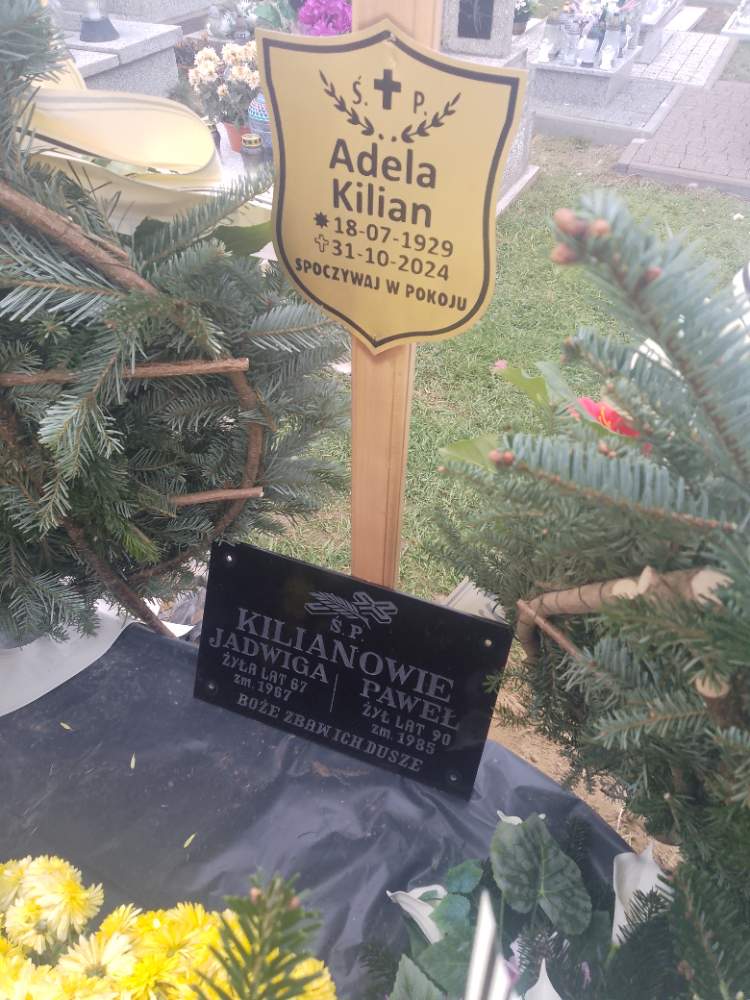 Ś. P.
Adela
Kilian
18-07-1929
31-10-2024
SPOCZYWAJ W POKOJU
Ś.P.
KILIANOWIE
JADWIGA
ŻYŁA LAT 67
zm. 1967
PAWEŁ
ŻYŁ LAT 90
zm. 1985
BOŻE ZBAW ICH DUSZE